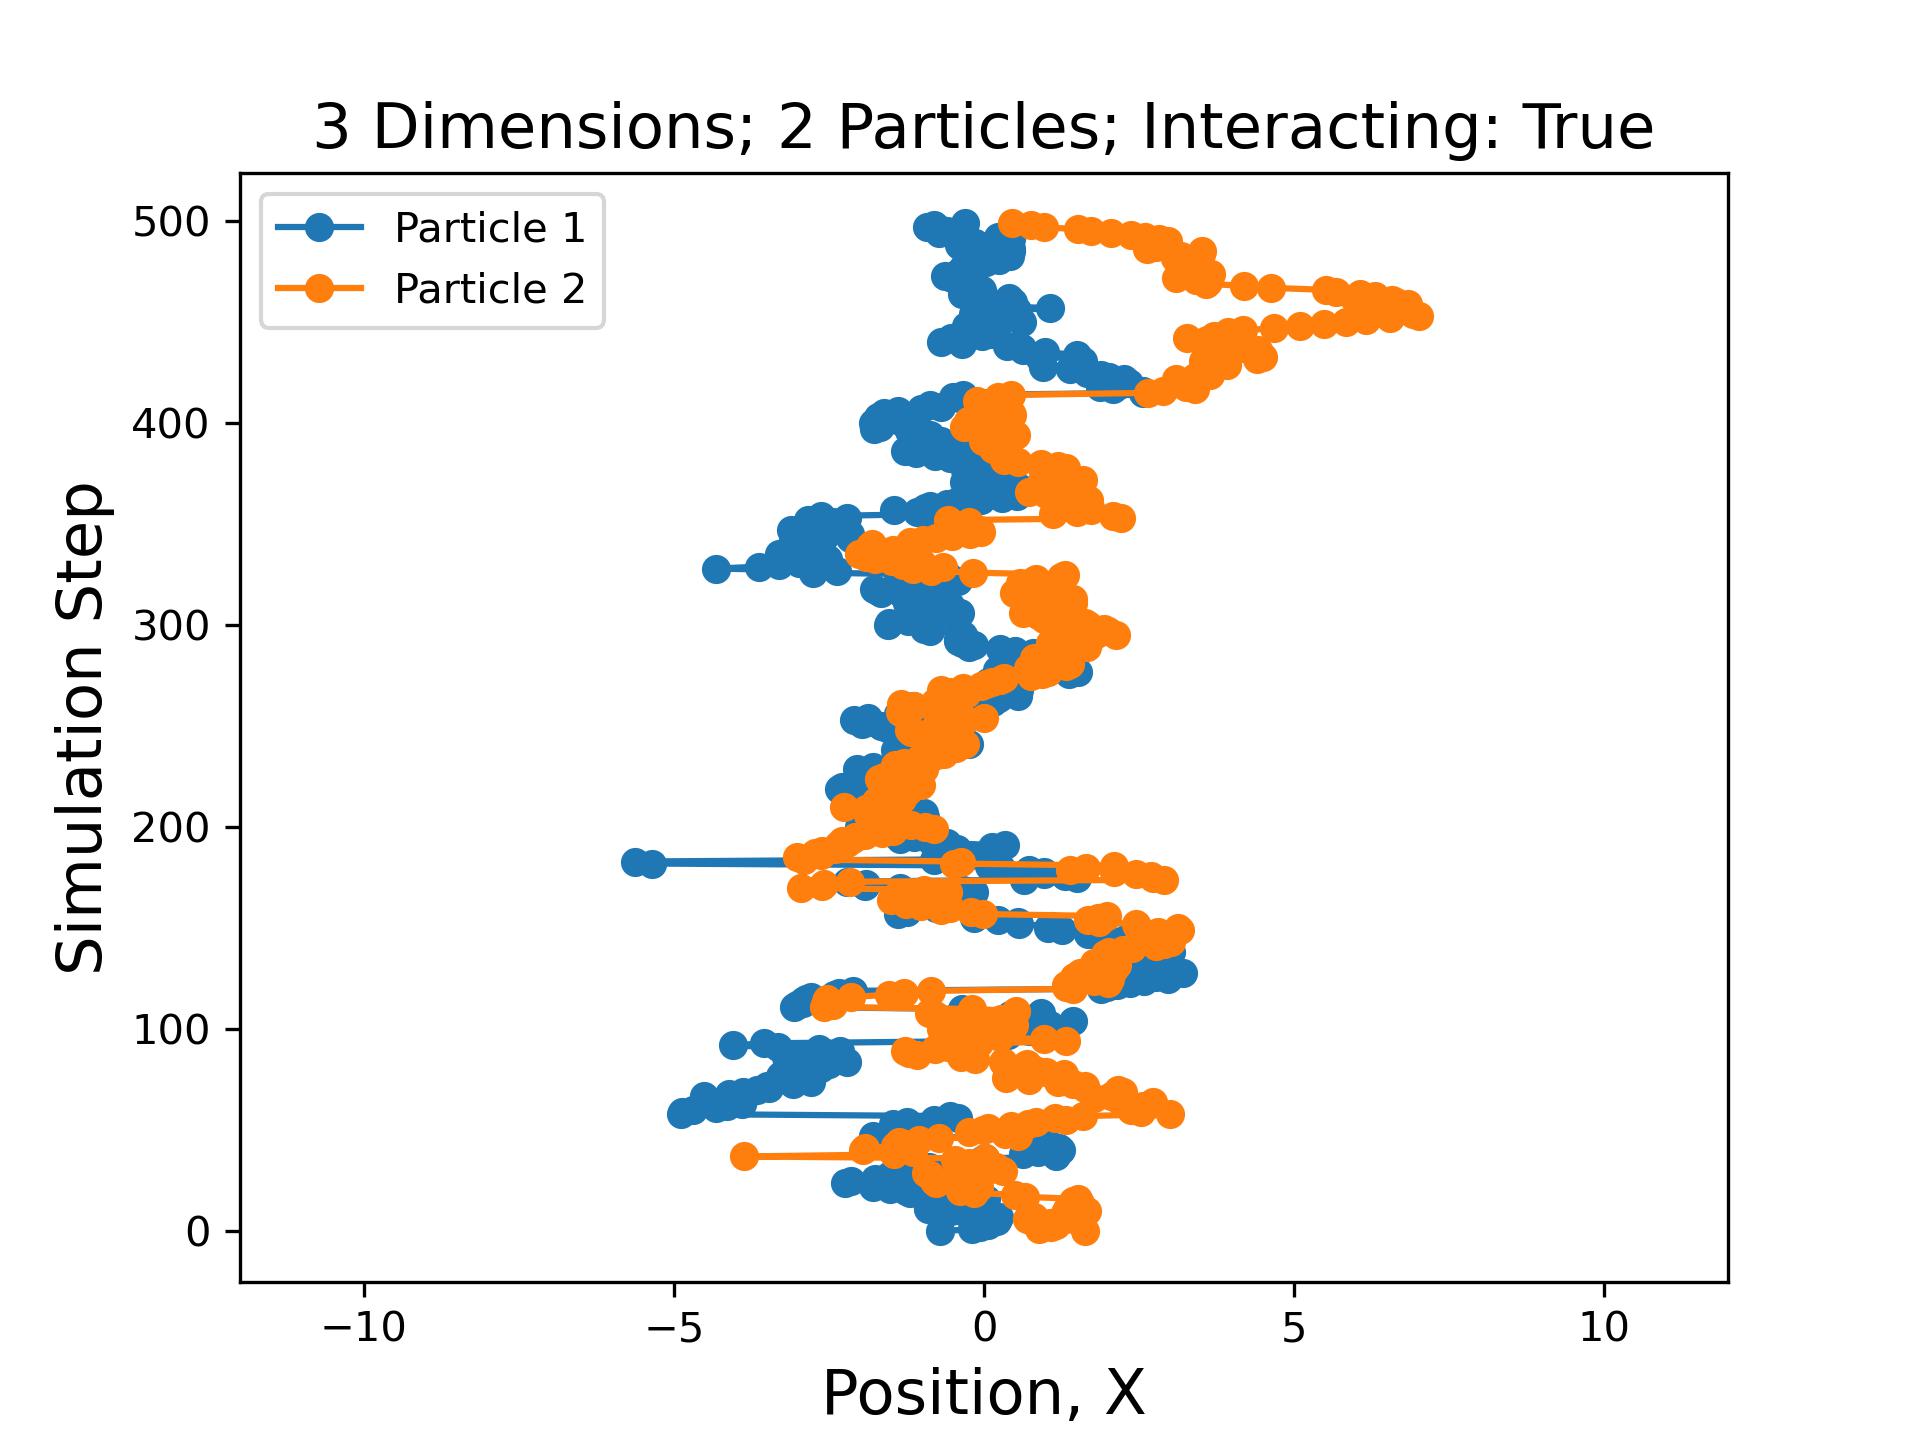 3 Dimensions; 2 Particles; Interacting: True
Particle 1
Particle 2
500
400
300
200
100
0
Simulation Step
−10
−5
0
5
10
Position, X